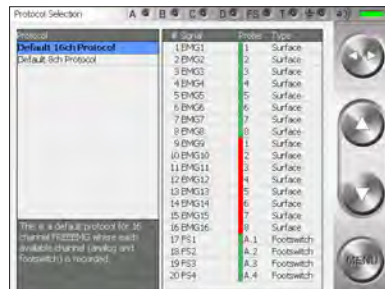 Protocol Selection A B C D FS T
Protocol
Default 16ch Protocol
Default 8ch Protocol
This is a default protocol for 16
channel FREEEMG where each
available channel (analog and
footswitch) is recorded.
# Signal Probes Type
1 EMG1 1 Surface
2 EMG2 2 Surface
3 EMG3 3 Surface
4 EMG4 4 Surface
5 EMG5 5 Surface
6 EMG6 6 Surface
7 EMG7 7 Surface
8 EMG8 8 Surface
9 EMG9 1 Surface
10 EMG10 2 Surface
11 EMG11 3 Surface
12 EMG12 4 Surface
13 EMG13 5 Surface
14 EMG14 6 Surface
15 EMG15 7 Surface
16 EMG16 8 Surface
17 FS1 A.1 Footswitch
18 FS2 A.2 Footswitch
19 FS3 A.3 Footswitch
20 FS4 A.4 Footswitch
MENU